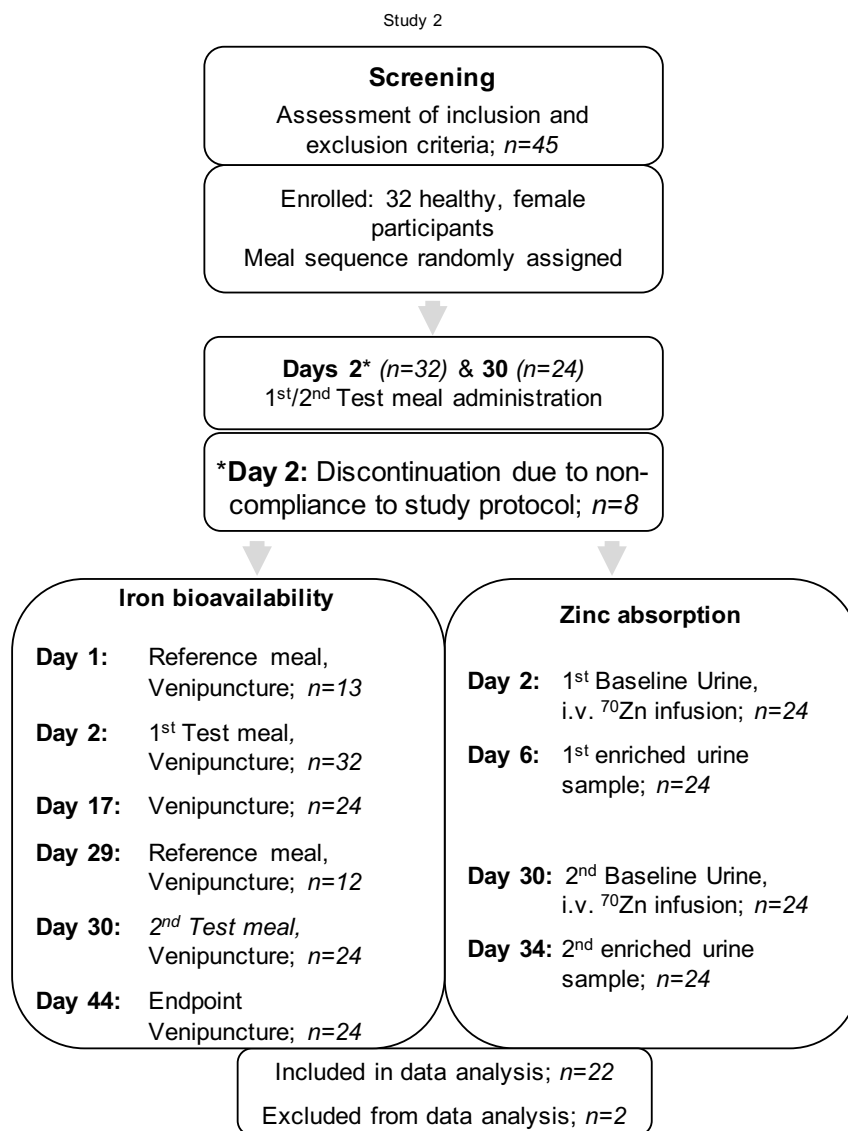 Study 2
Screening
Assessment of inclusion and
exclusion criteria; n=45
Enrolled: 32 healthy, female
participants
Meal sequence randomly assigned
Days 2* (n=32) & 30 (n=24)
1st/2nd Test meal administration
*Day 2: Discontinuation due to non-
compliance to study protocol; n=8
Iron bioavailability
Day 1: Reference meal,
Venipuncture; n=13
Day 2: 1st Test meal,
Venipuncture; n=32
Day 17: Venipuncture; n=24
Day 29: Reference meal,
Venipuncture; n=12
Day 30: 2nd Test meal,
Venipuncture; n=24
Day 44: Endpoint
Venipuncture; n=24
Zinc absorption
Day 2: 1st Baseline Urine,
i.v. 70Zn infusion; n=24
Day 6: 1st enriched urine
sample; n=24
Day 30: 2nd Baseline Urine,
i.v. 70Zn infusion; n=24
Day 34: 2nd enriched urine
sample; n=24
Included in data analysis; n=22
Excluded from data analysis; n=2